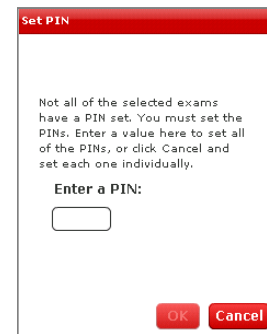 Set PIN
Not all of the selected exams
have a PIN set. You must set the
PINs. Enter a value here to set all
of the PINs, or click Cancel and
set each one individually.
Enter a PIN:
OK Cancel